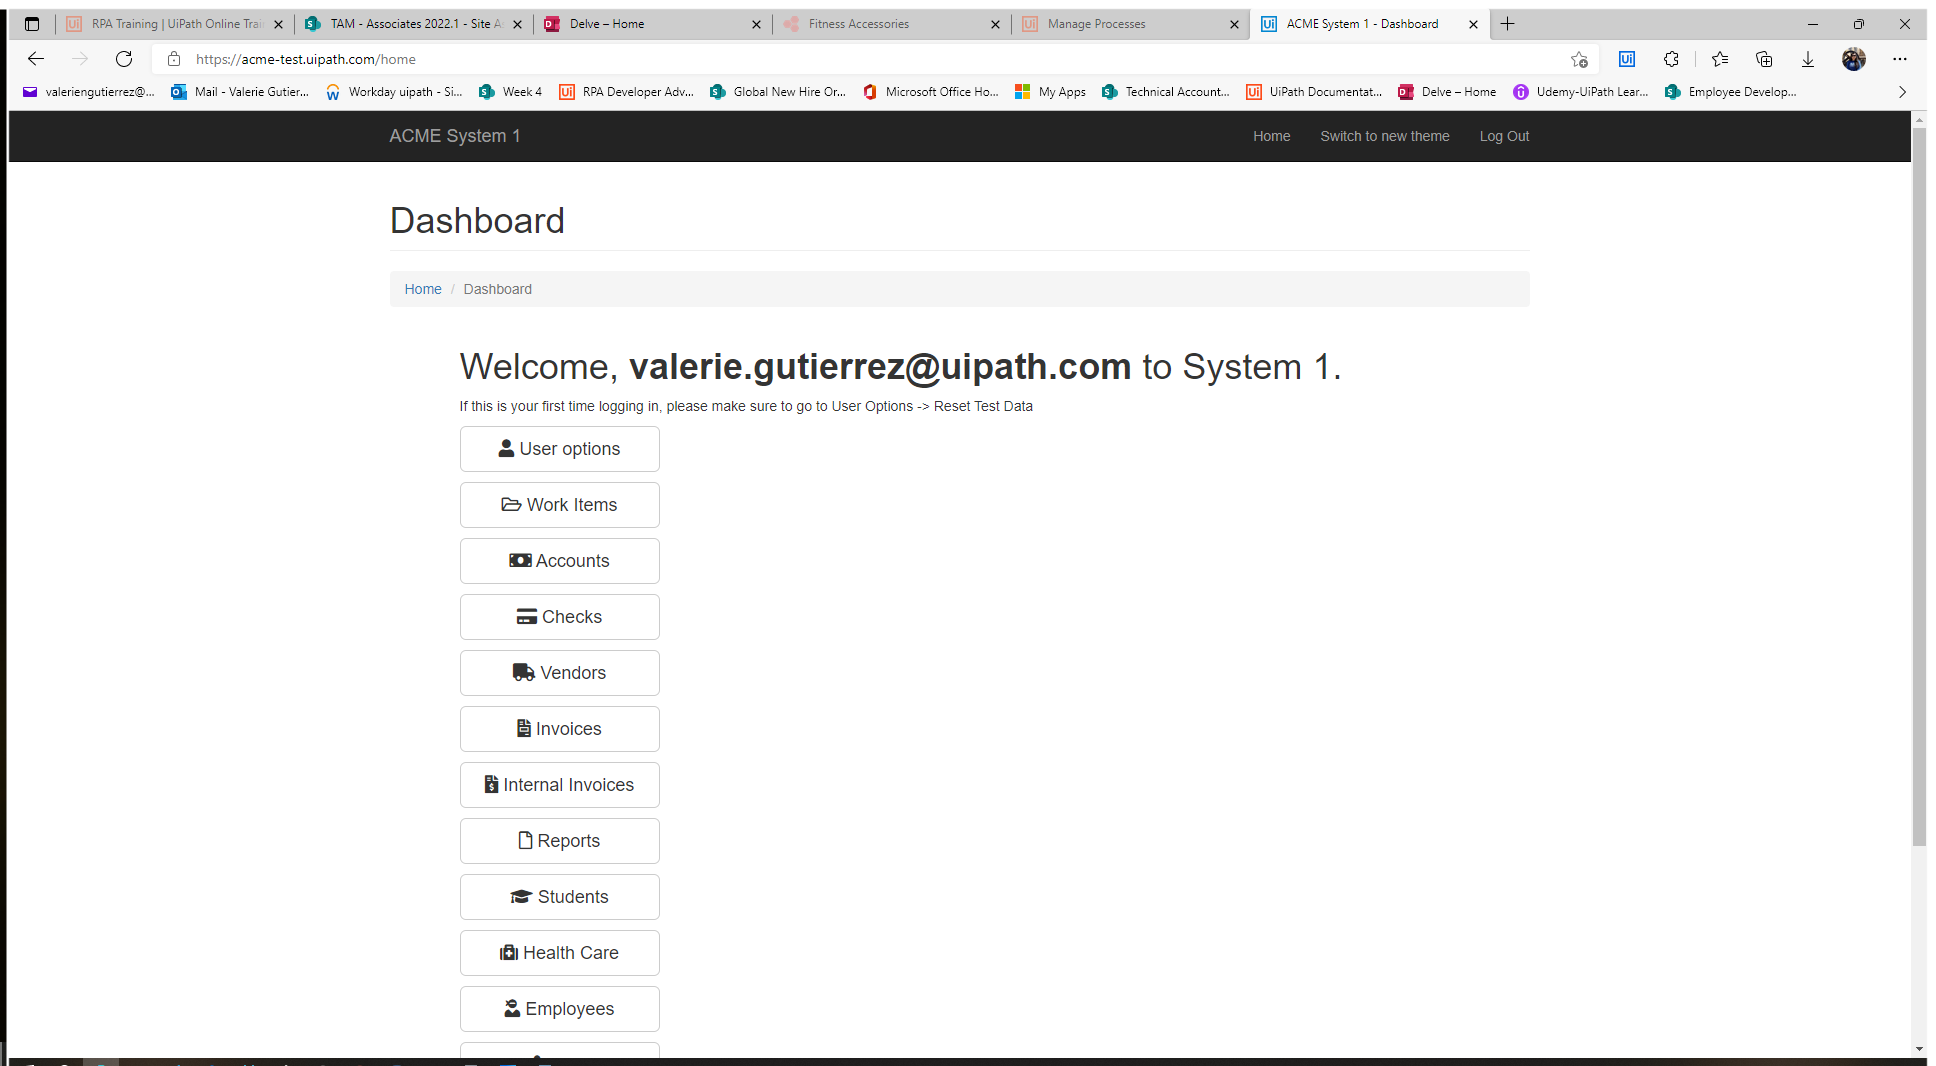 RPA Training | UiPath Online Trai
TAM - Associates 2022.1 - Site A
Delve – Home
Fitness Accessories
Manage Processes
ACME System 1 - Dashboard
https://acme-test.uipath.com/home
valeriengutierrez@...
Mail - Valerie Gutier...
Workday uipath - Si...
Week 4
RPA Developer Adv...
Global New Hire Or...
Microsoft Office Ho...
My Apps
Technical Account...
UiPath Documentat...
Delve – Home
Udemy-UiPath Lear...
Employee Develop...
ACME System 1
Home
Switch to new theme
Log Out
Dashboard
Home / Dashboard
Welcome, valerie.gutierrez@uipath.com to System 1.
If this is your first time logging in, please make sure to go to User Options -> Reset Test Data
User options
Work Items
Accounts
Checks
Vendors
Invoices
Internal Invoices
Reports
Students
Health Care
Employees